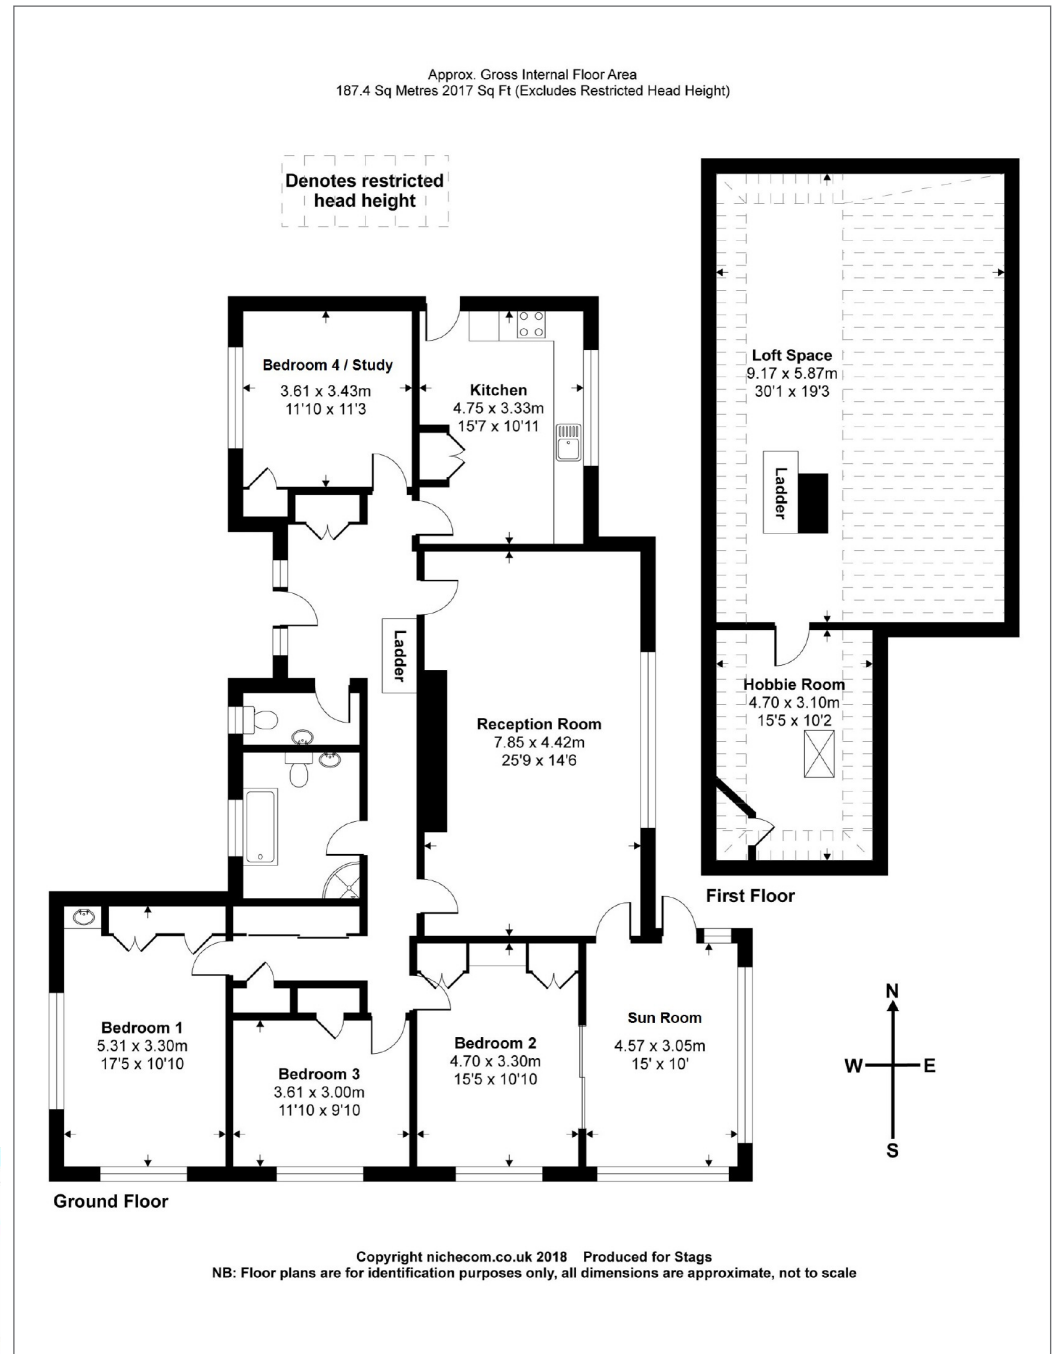 Approx. Gross Internal Floor Area
187.4 Sq Metres 2017 Sq Ft (Excludes Restricted Head Height)
Denotes restricted
head height
Bedroom 4 / Study
3.61 x 3.43m
11'10 x 11'3
Kitchen
4.75 x 3.33m
15'7 x 10'11
Loft Space
9.17 x 5.87m
30'1 x 19'3
Ladder
Ladder
Reception Room
7.85 x 4.42m
25'9 x 14'6
Hobbie Room
4.70 x 3.10m
15'5 x 10'2
First Floor
Bedroom 1
5.31 x 3.30m
17'5 x 10'10
Bedroom 3
3.61 x 3.00m
11'10 x 9'10
Bedroom 2
4.70 x 3.30m
15'5 x 10'10
Sun Room
4.57 x 3.05m
15' x 10'
N
W
E
S
Ground Floor
Copyright nichecom.co.uk 2018 Produced for Stags
NB: Floor plans are for identification purposes only, all dimensions are approximate, not to scale